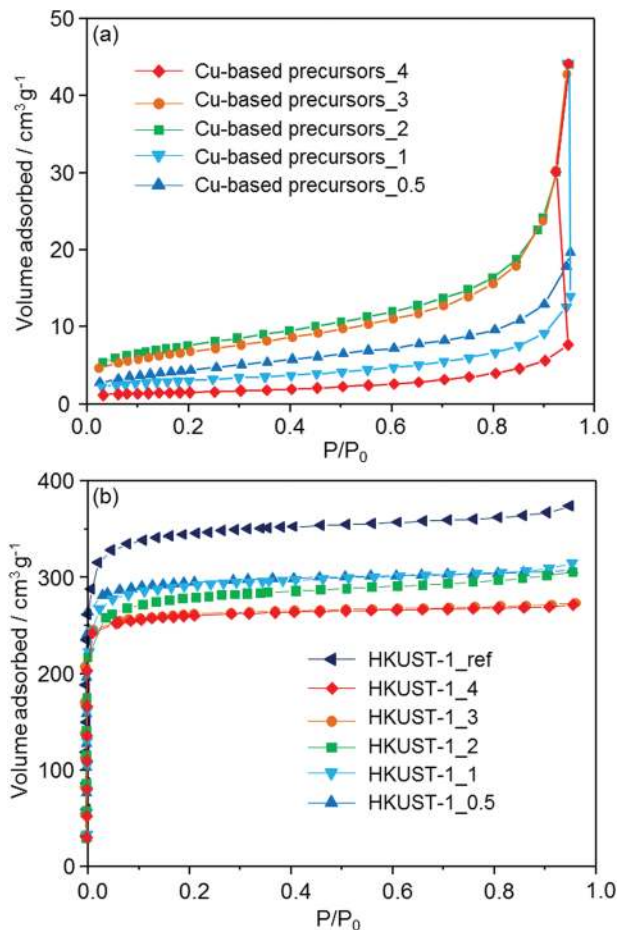 (a)
Volume adsorbed / cm³ g⁻¹
50
40
30
20
10
0
Cu-based precursors_4
Cu-based precursors_3
Cu-based precursors_2
Cu-based precursors_1
Cu-based precursors_0.5
0.0 0.2 0.4 0.6 0.8 1.0
P/P₀
(b)
Volume adsorbed / cm³ g⁻¹
400
300
200
100
0
HKUST-1_ref
HKUST-1_4
HKUST-1_3
HKUST-1_2
HKUST-1_1
HKUST-1_0.5
0.0 0.2 0.4 0.6 0.8 1.0
P/P₀